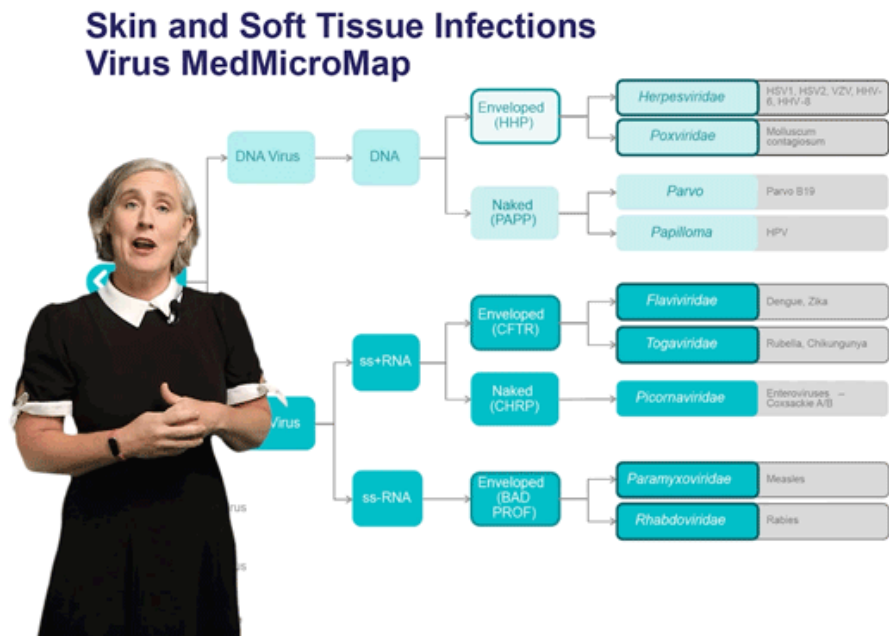 Skin and Soft Tissue Infections
Virus MedMicroMap
DNA Virus
DNA
Enveloped
(HHP)
Herpesviridae
HSV1, HSV2, VZV, HHV-
6, HHV-8
Poxviridae
Molluscum
contagiosum
Naked
(PAPP)
Parvo
Parvo B19
Papilloma
HPV
Virus
ss+RNA
Enveloped
(CFTR)
Flaviviridae
Dengue, Zika
Togaviridae
Rubella, Chikungunya
Naked
(CHRP)
Picornaviridae
Enteroviruses –
Coxsackie A/B
ss-RNA
Enveloped
(BAD
PROF)
Paramyxoviridae
Measles
Rhabdoviridae
Rabies